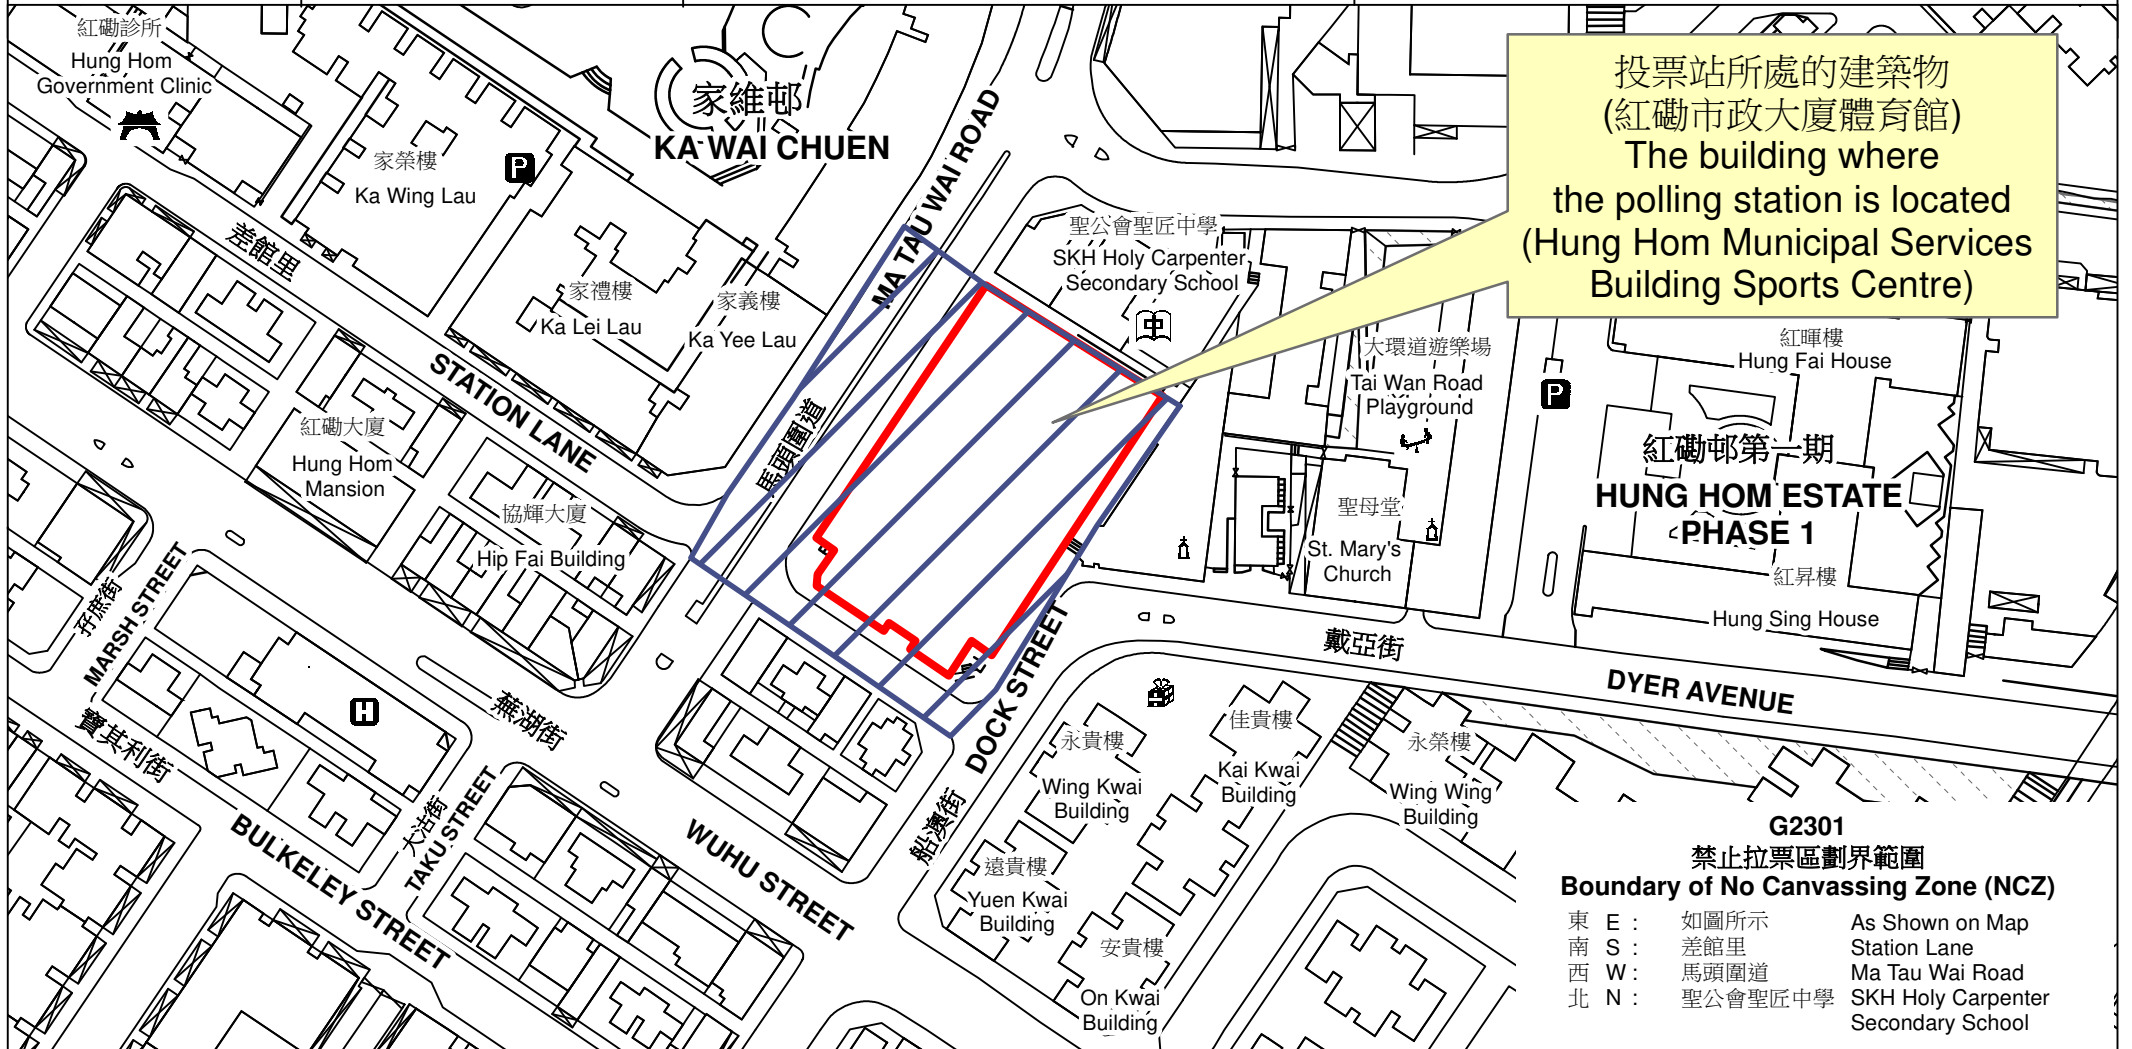 紅磡診所
Hung Hom
Government Clinic
家榮樓
Ka Wing Lau
P
家維邨
KA WAI CHUEN
MA TAU WAI ROAD
馬頭圍道
差館里
STATION LANE
家禮樓
Ka Lei Lau
家義樓
Ka Yee Lau
聖公會聖匠中學
SKH Holy Carpenter
Secondary School
中
投票站所處的建築物
(紅磡市政大廈體育館)
The building where
the polling station is located
(Hung Hom Municipal Services
Building Sports Centre)
大環道遊樂場
Tai Wan Road
Playground
P
紅暉樓
Hung Fai House
紅磡邨第一期
HUNG HOM ESTATE
PHASE 1
紅昇樓
Hung Sing House
聖母堂
St. Mary's
Church
紅磡大廈
Hung Hom
Mansion
協輝大廈
Hip Fai Building
孖庶街
MARSH STREET
寶其利街
BULKELEY STREET
H
蕪湖街
WUHU STREET
大沽街
TAKU STREET
船澳街
DOCK STREET
戴亞街
DYER AVENUE
永貴樓
Wing Kwai
Building
佳貴樓
Kai Kwai
Building
永榮樓
Wing Wing
Building
遠貴樓
Yuen Kwai
Building
安貴樓
On Kwai
Building
G2301
禁止拉票區劃界範圍
Boundary of No Canvassing Zone (NCZ)
東 E : 如圖所示 As Shown on Map
南 S : 差館里 Station Lane
西 W : 馬頭圍道 Ma Tau Wai Road
北 N : 聖公會聖匠中學 SKH Holy Carpenter
Secondary School